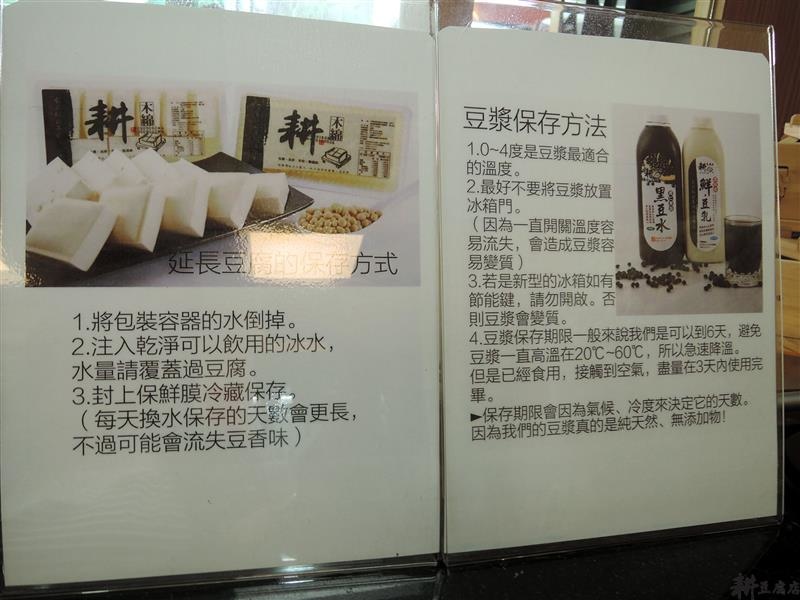 耕
木綿
耕
木綿
延長豆腐的保存方式
1.將包裝容器的水倒掉。
2.注入乾淨可以飲用的冰水，
水量請覆蓋過豆腐。
3.封上保鮮膜冷藏保存。
（每天換水保存的天數會更長，
不過可能會流失豆香味）
豆漿保存方法
1.0~4度是豆漿最適合
的溫度。
2.最好不要將豆漿放置
冰箱門。
（因為一直開關溫度容
易流失，會造成豆漿容
易變質）
3.若是新型的冰箱如有
節能鍵，請勿開啟。否
則豆漿會變質。
4.豆漿保存期限一般來說我們是可以到6天，避免
豆漿一直高溫在20℃~60℃，所以急速降溫。
但是已經食用，接觸到空氣，盡量在3天內使用完
畢。
►保存期限會因為氣候、冷度來決定它的天數。
因為我們的豆漿真的是純天然、無添加物！
黑豆水
耕
鮮豆乳
耕豆腐店